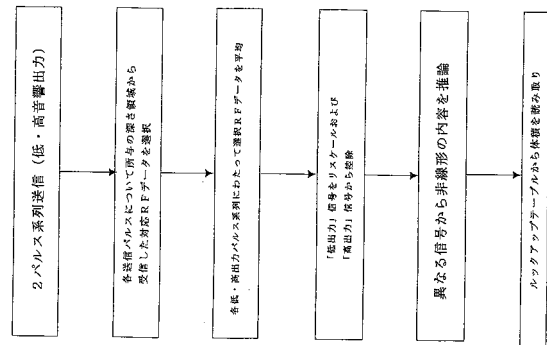 2パルス系列送信(低・高音響出力)
各送信パルスについて所与の深さ領域から
受信した対応RFデータを選択
各低・高出力パルス系列にわたって選択RFデータを平均
「低出力」信号をリスケールおよび
「高出力」信号から控除
異なる信号から非線形の内容を推論
ルックアップテーブルから体積を読み取り